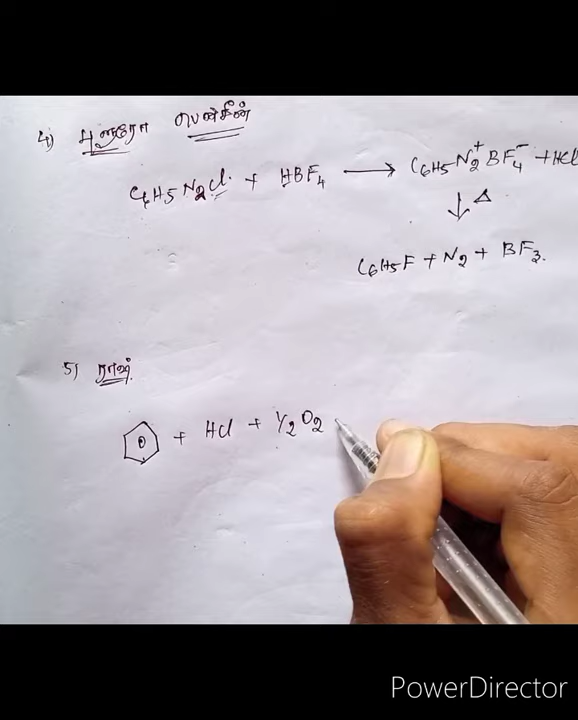 4) புளூரோ பென்சீன்
C6H5N2Cl + HBF4 → C6H5N2+BF4- + HCl
↓ Δ
C6H5F + N2 + BF3.
5) ராஷ்
+ HCl + 1/2 O2
PowerDirector